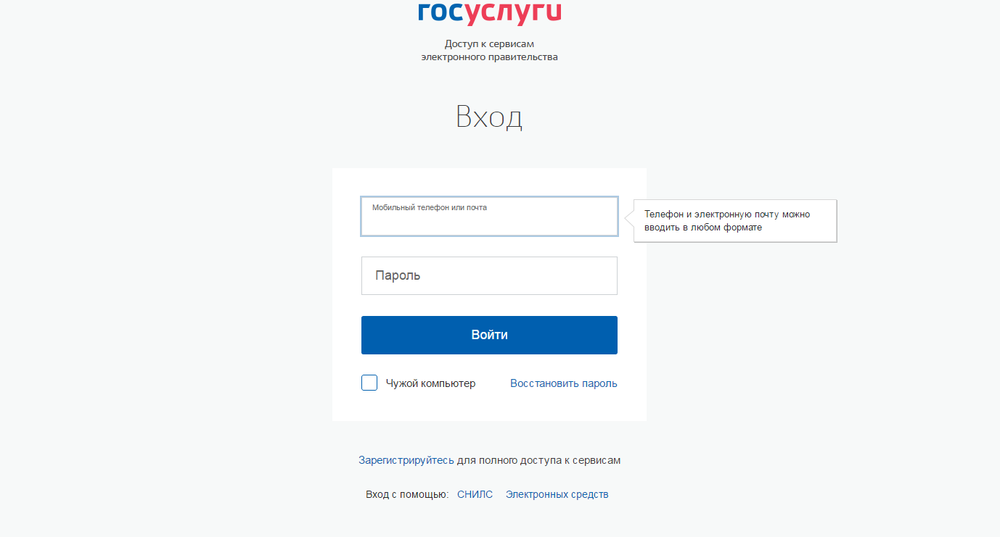 госуслуги
Доступ к сервисам
электронного правительства
Вход
Мобильный телефон или почта
Телефон и электронную почту можно
вводить в любом формате
Пароль
Войти
Чужой компьютер Восстановить пароль
Зарегистрируйтесь для полного доступа к сервисам
Вход с помощью: СНИЛС Электронных средств